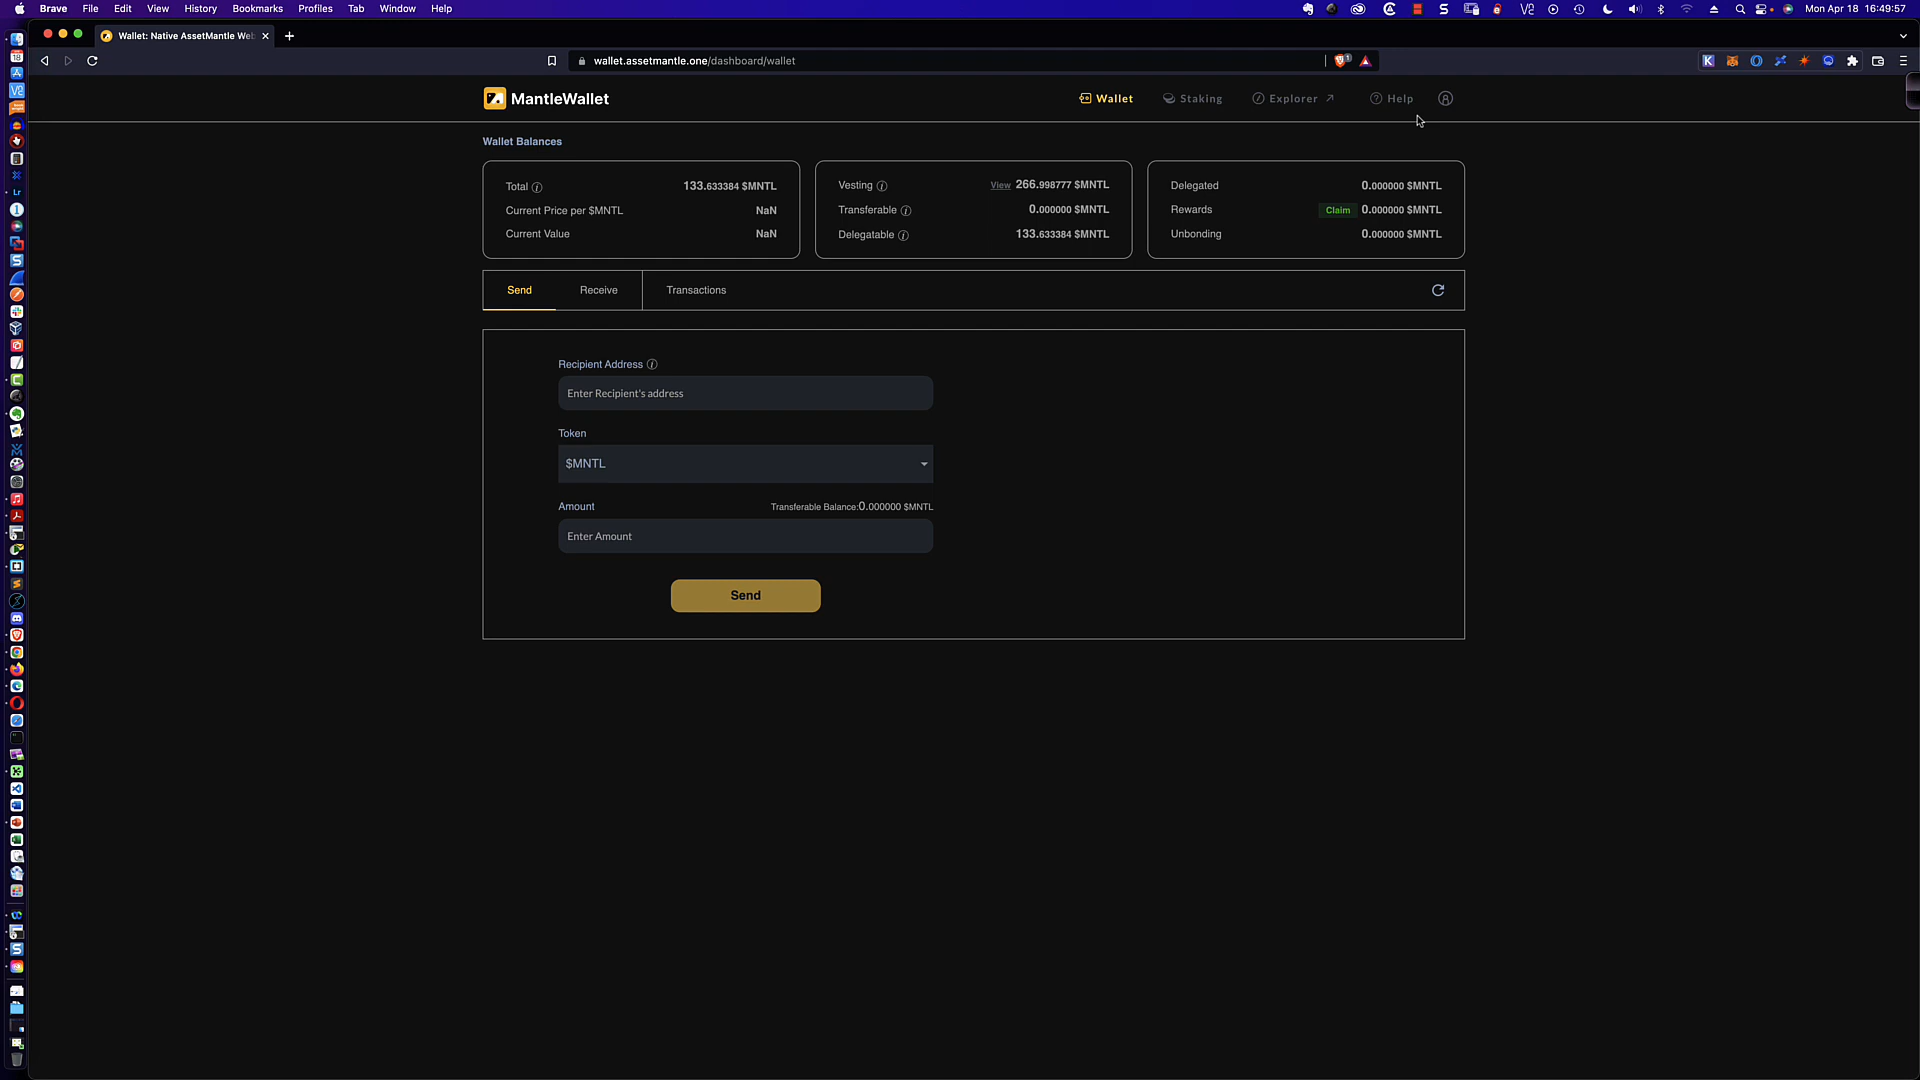 Brave File Edit View History Bookmarks Profiles Tab Window Help Mon Apr 18 16:49:57
Wallet: Native AssetMantle We
wallet.assetmantle.one/dashboard/wallet
MantleWallet Wallet Staking Explorer Help
Wallet Balances
Total 133.633384 $MNTL
Current Price per $MNTL NaN
Current Value NaN
Vesting View 266.998777 $MNTL
Transferable 0.000000 $MNTL
Delegatable 133.633384 $MNTL
Delegated 0.000000 $MNTL
Rewards Claim 0.000000 $MNTL
Unbonding 0.000000 $MNTL
Send Receive Transactions
Recipient Address
Enter Recipient's address
Token
$MNTL
Amount Transferable Balance:0.000000 $MNTL
Enter Amount
Send